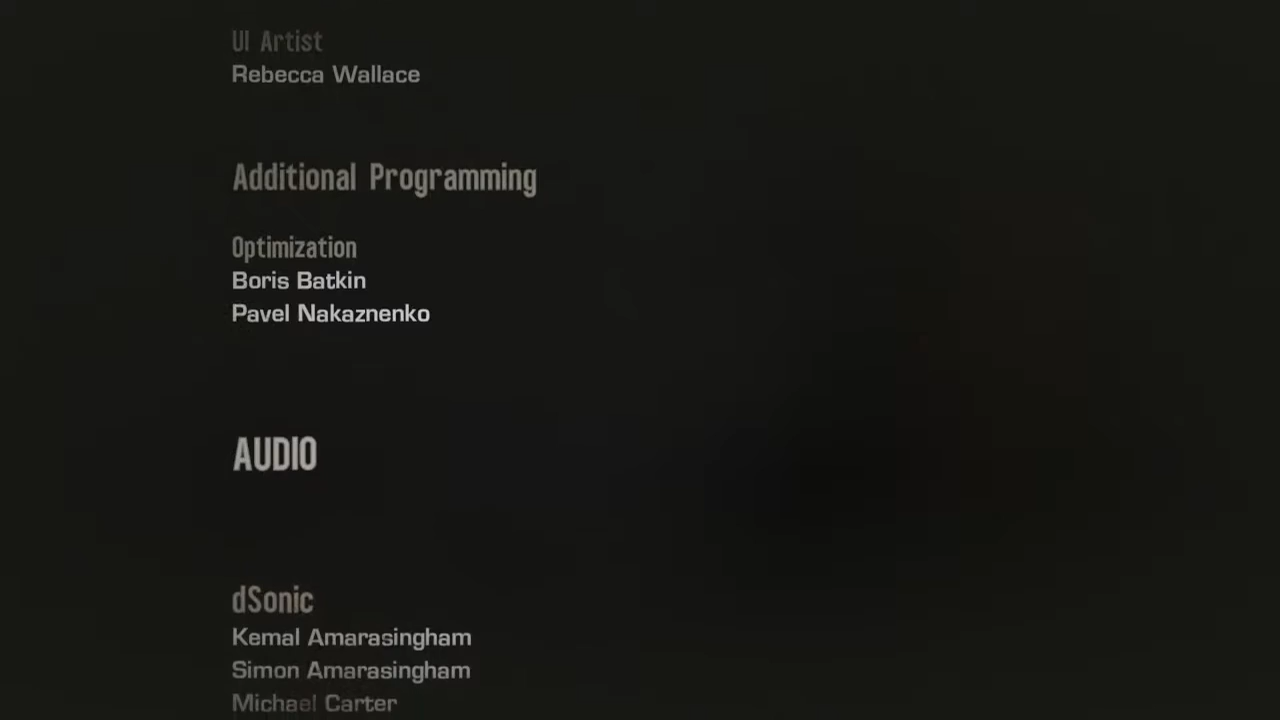 UI Artist
Rebecca Wallace
Additional Programming
Optimization
Boris Batkin
Pavel Nakaznenko
AUDIO
dSonic
Kemal Amarasingham
Simon Amarasingham
Michael Carter